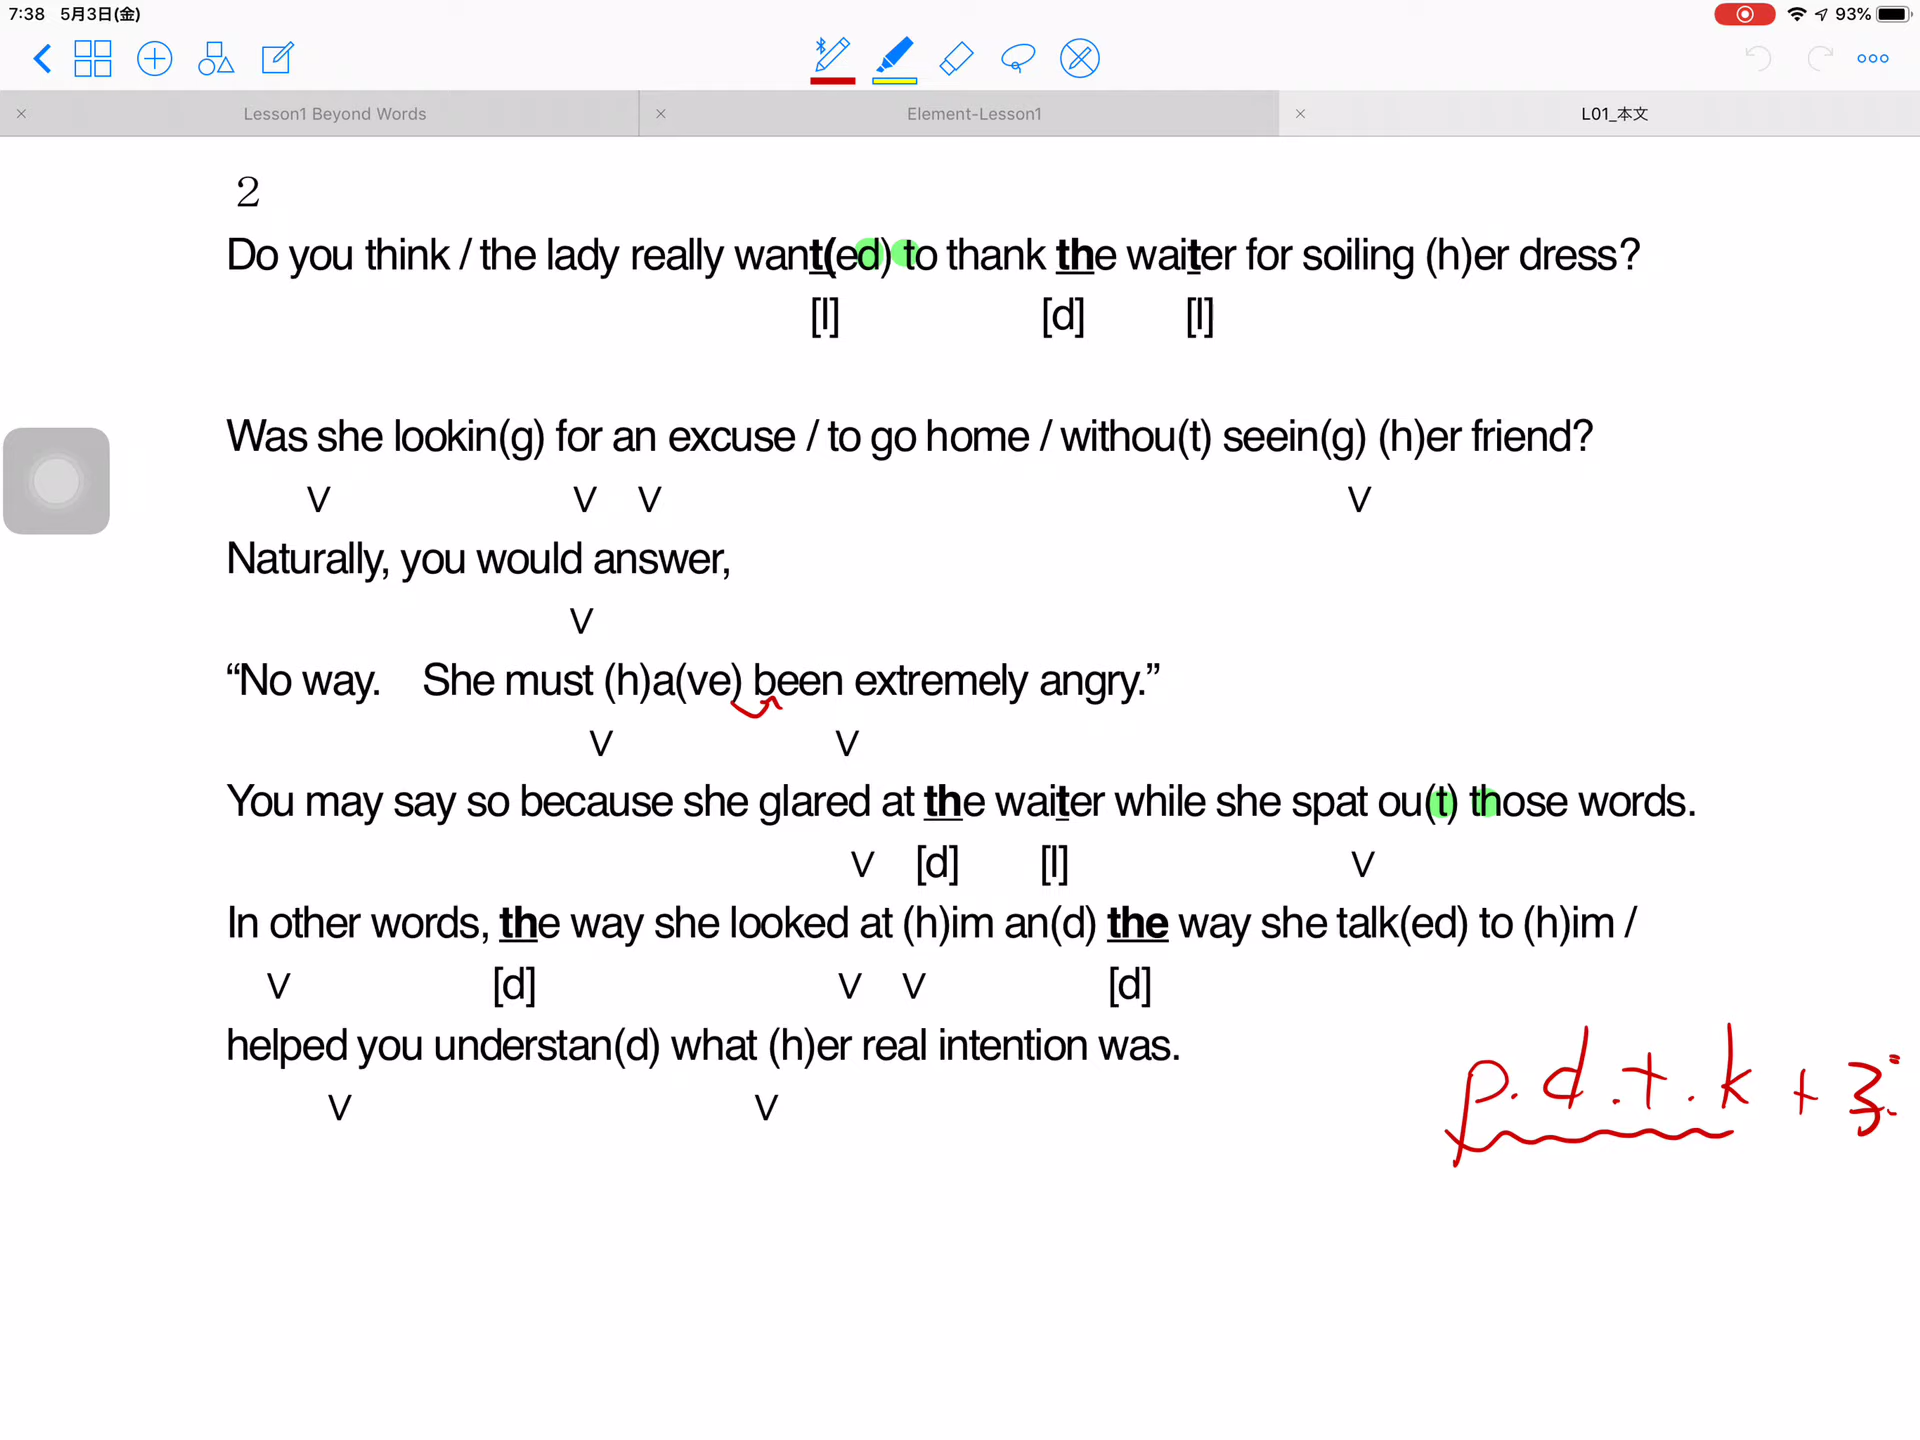 7:38 5月3日(金) 93%
Lesson1 Beyond Words Element-Lesson1 L01_本文
2
Do you think / the lady really want(ed) to thank the waiter for soiling (h)er dress?
[l] [d] [l]
Was she lookin(g) for an excuse / to go home / withou(t) seein(g) (h)er friend?
V V V V
Naturally, you would answer,
V
“No way. She must (h)a(ve) been extremely angry.”
V V
You may say so because she glared at the waiter while she spat ou(t) those words.
V [d] [l] V
In other words, the way she looked at (h)im an(d) the way she talk(ed) to (h)im /
V [d] V V [d]
helped you understan(d) what (h)er real intention was.
V V
p.d.t.k +